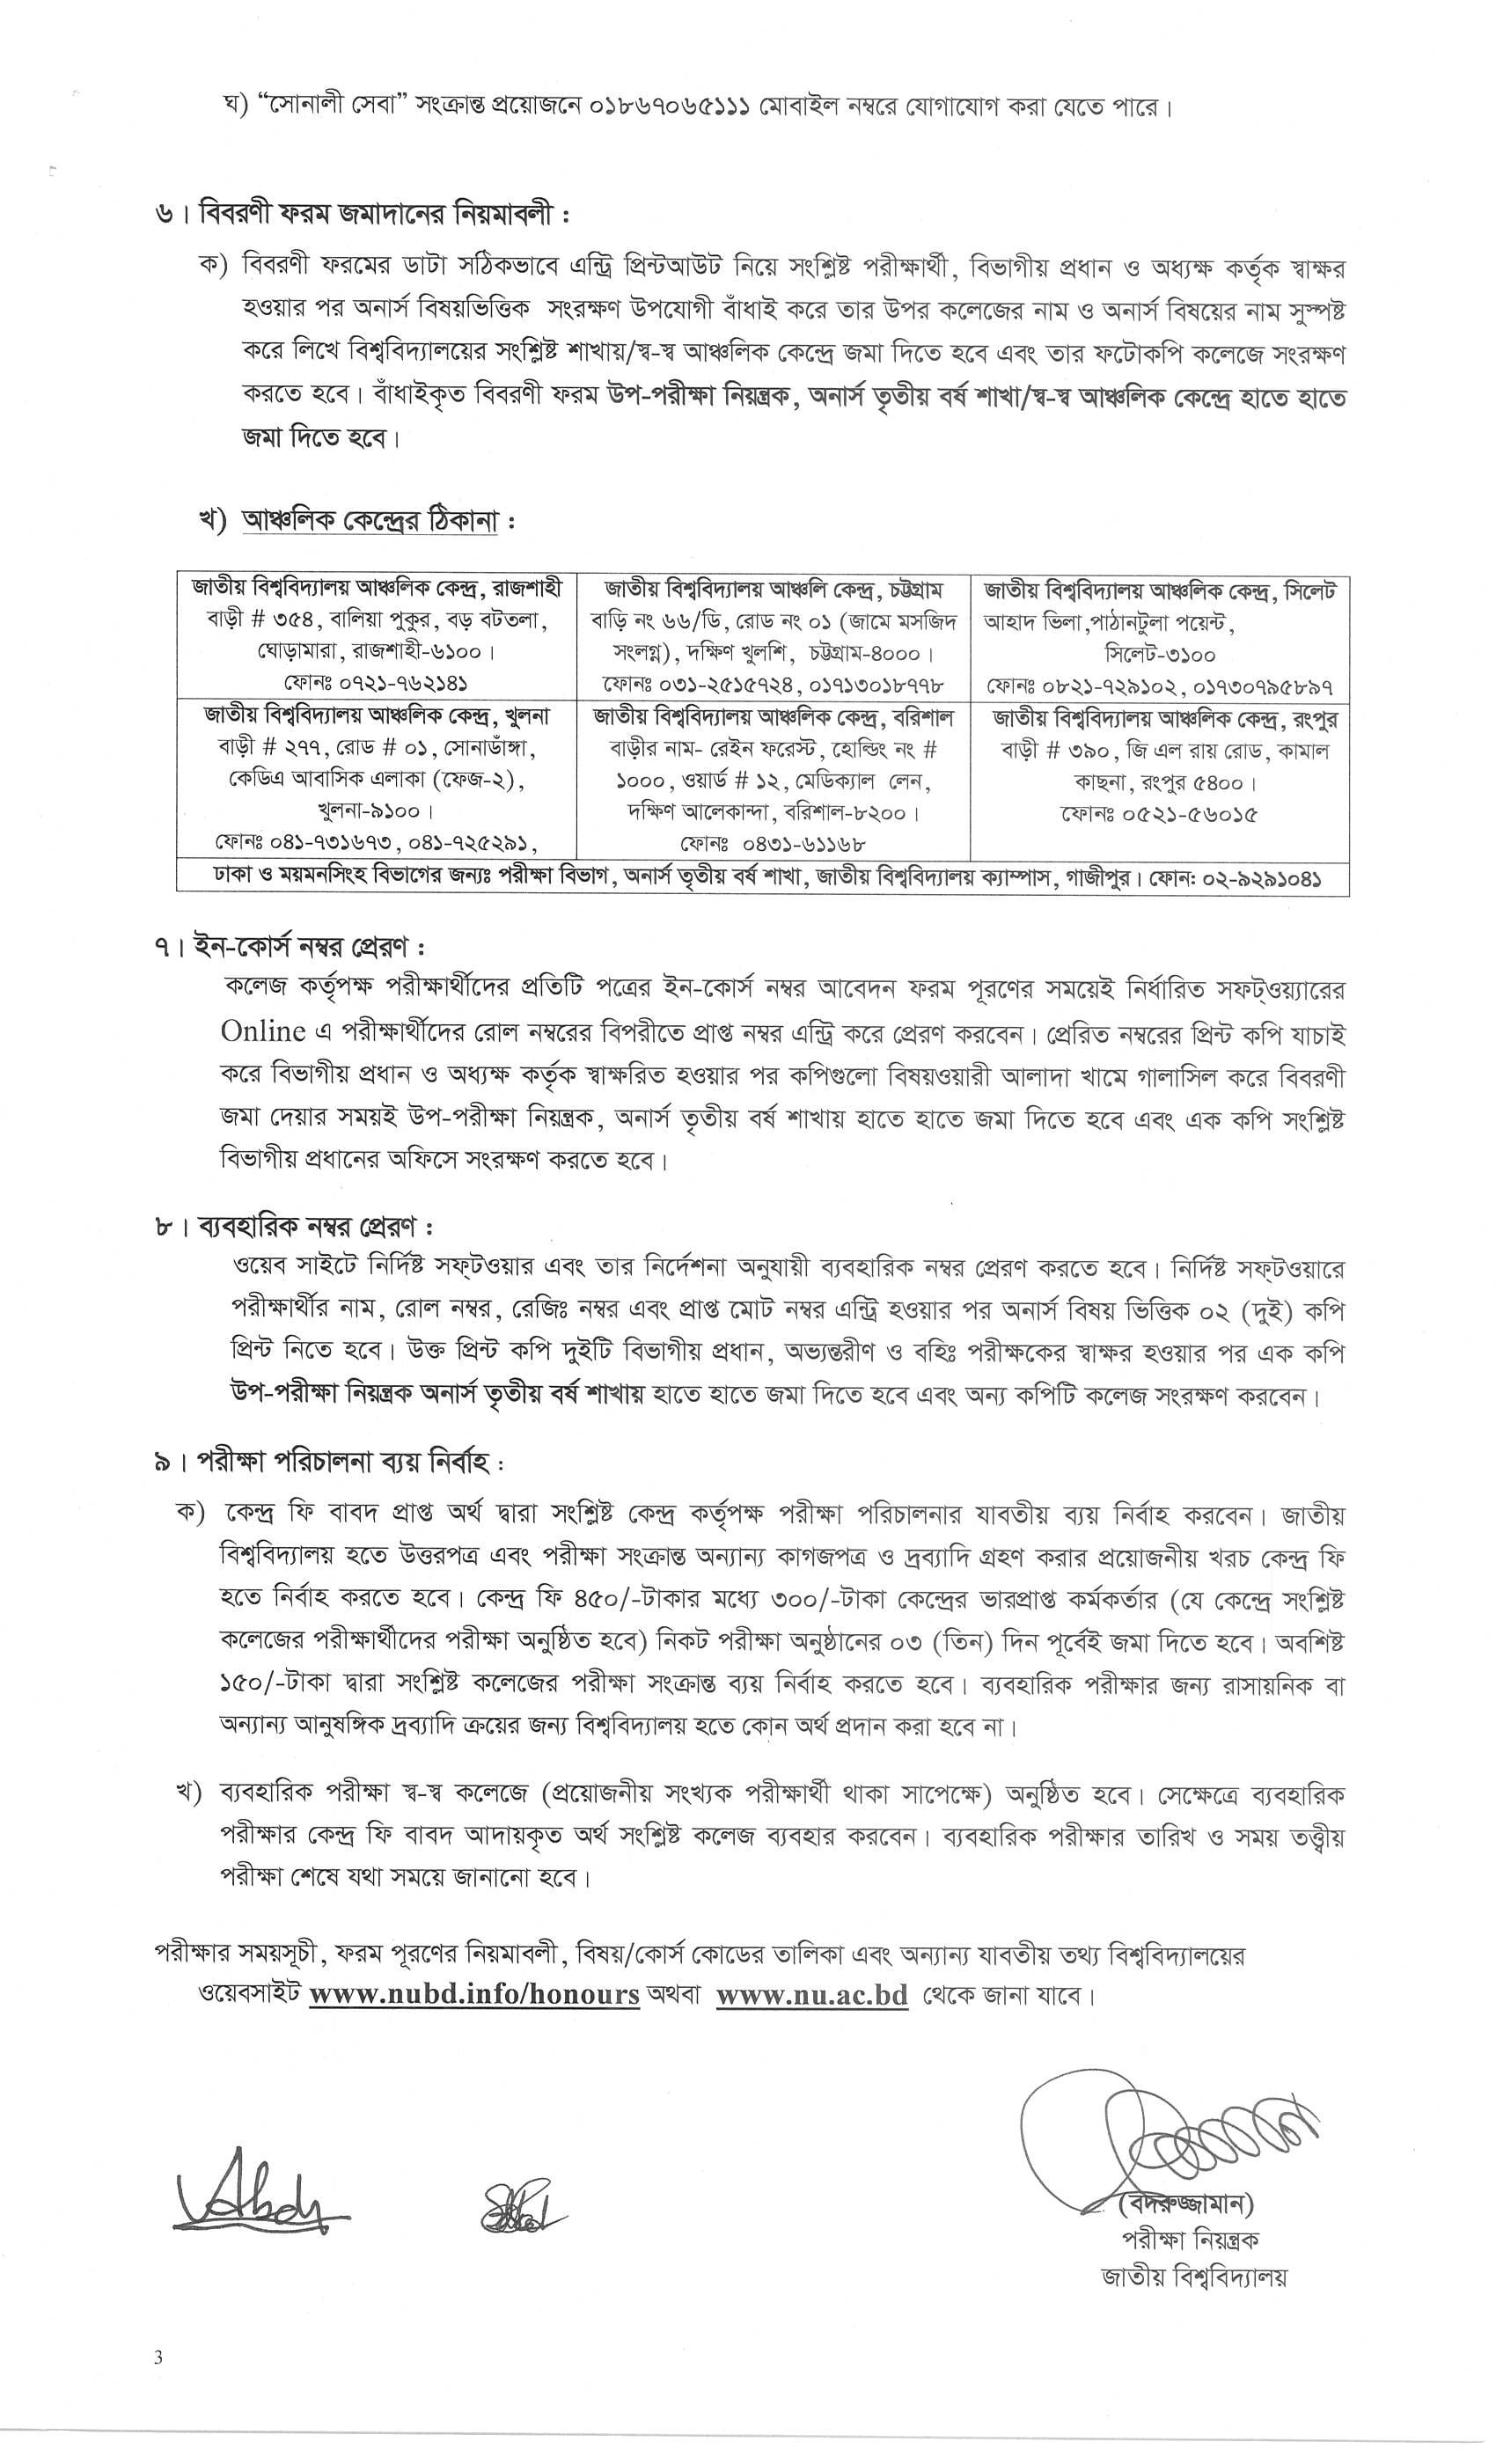 ঘ) “সোনালী সেবা” সংক্রান্ত প্রয়োজনে ০১৮৬৭০৬৫১১১ মোবাইল নম্বরে যোগাযোগ করা যেতে পারে।
৬। বিবরণী ফরম জমাদানের নিয়মাবলী :
ক) বিবরণী ফরমের ডাটা সঠিকভাবে এন্ট্রি প্রিন্টআউট নিয়ে সংশ্লিষ্ট পরীক্ষার্থী, বিভাগীয় প্রধান ও অধ্যক্ষ কর্তৃক স্বাক্ষর
হওয়ার পর অনার্স বিষয়ভিত্তিক সংরক্ষণ উপযোগী বাঁধাই করে তার উপর কলেজের নাম ও অনার্স বিষয়ের নাম সুস্পষ্ট
করে লিখে বিশ্ববিদ্যালয়ের সংশ্লিষ্ট শাখায়/স্ব-স্ব আঞ্চলিক কেন্দ্রে জমা দিতে হবে এবং তার ফটোকপি কলেজে সংরক্ষণ
করতে হবে। বাঁধাইকৃত বিবরণী ফরম উপ-পরীক্ষা নিয়ন্ত্রক, অনার্স তৃতীয় বর্ষ শাখা/স্ব-স্ব আঞ্চলিক কেন্দ্রে হাতে হাতে
জমা দিতে হবে।
খ) আঞ্চলিক কেন্দ্রের ঠিকানা :
জাতীয় বিশ্ববিদ্যালয় আঞ্চলিক কেন্দ্র, রাজশাহী
বাড়ী # ৩৫৪, বালিয়া পুকুর, বড় বটতলা,
ঘোড়ামারা, রাজশাহী-৬১০০।
ফোনঃ ০৭২১-৭৬২১৪১
জাতীয় বিশ্ববিদ্যালয় আঞ্চলি কেন্দ্র, চট্টগ্রাম
বাড়ি নং ৬৬/ডি, রোড নং ০১ (জামে মসজিদ
সংলগ্ন), দক্ষিণ খুলশি, চট্টগ্রাম-৪০০০।
ফোনঃ ০৩১-২৫১৫৭২৪, ০১৭১৩০১৮৭৭৮
জাতীয় বিশ্ববিদ্যালয় আঞ্চলিক কেন্দ্র, সিলেট
আহাদ ভিলা,পাঠানটুলা পয়েন্ট,
সিলেট-৩১০০
ফোনঃ ০৮২১-৭২৯১০২, ০১৭৩০৭৯৫৮৯৭
জাতীয় বিশ্ববিদ্যালয় আঞ্চলিক কেন্দ্র, খুলনা
বাড়ী # ২৭৭, রোড # ০১, সোনাডাঁঙ্গা,
কেডিএ আবাসিক এলাকা (ফেজ-২),
খুলনা-৯১০০।
ফোনঃ ০৪১-৭৩১৬৭৩, ০৪১-৭২৫২৯১,
জাতীয় বিশ্ববিদ্যালয় আঞ্চলিক কেন্দ্র, বরিশাল
বাড়ীর নাম- রেইন ফরেস্ট, হোল্ডিং নং #
১০০০, ওয়ার্ড # ১২, মেডিক্যাল লেন,
দক্ষিণ আলেকান্দা, বরিশাল-৮২০০।
ফোনঃ ০৪৩১-৬১১৬৮
জাতীয় বিশ্ববিদ্যালয় আঞ্চলিক কেন্দ্র, রংপুর
বাড়ী # ৩৯০, জি এল রায় রোড, কামাল
কাছনা, রংপুর ৫৪০০।
ফোনঃ ০৫২১-৫৬০১৫
ঢাকা ও ময়মনসিংহ বিভাগের জন্যঃ পরীক্ষা বিভাগ, অনার্স তৃতীয় বর্ষ শাখা, জাতীয় বিশ্ববিদ্যালয় ক্যাম্পাস, গাজীপুর। ফোন: ০২-৯২৯১০৪১
৭। ইন-কোর্স নম্বর প্রেরণ :
কলেজ কর্তৃপক্ষ পরীক্ষার্থীদের প্রতিটি পত্রের ইন-কোর্স নম্বর আবেদন ফরম পূরণের সময়েই নির্ধারিত সফট্ওয়্যারের
Online এ পরীক্ষার্থীদের রোল নম্বরের বিপরীতে প্রাপ্ত নম্বর এন্ট্রি করে প্রেরণ করবেন। প্রেরিত নম্বরের প্রিন্ট কপি যাচাই
করে বিভাগীয় প্রধান ও অধ্যক্ষ কর্তৃক স্বাক্ষরিত হওয়ার পর কপিগুলো বিষয়ওয়ারী আলাদা খামে গালাসিল করে বিবরণী
জমা দেয়ার সময়ই উপ-পরীক্ষা নিয়ন্ত্রক, অনার্স তৃতীয় বর্ষ শাখায় হাতে হাতে জমা দিতে হবে এবং এক কপি সংশ্লিষ্ট
বিভাগীয় প্রধানের অফিসে সংরক্ষণ করতে হবে।
৮। ব্যবহারিক নম্বর প্রেরণ :
ওয়েব সাইটে নির্দিষ্ট সফ্টওয়ার এবং তার নির্দেশনা অনুযায়ী ব্যবহারিক নম্বর প্রেরণ করতে হবে। নির্দিষ্ট সফ্টওয়ারে
পরীক্ষার্থীর নাম, রোল নম্বর, রেজিঃ নম্বর এবং প্রাপ্ত মোট নম্বর এন্ট্রি হওয়ার পর অনার্স বিষয় ভিত্তিক ০২ (দুই) কপি
প্রিন্ট নিতে হবে। উক্ত প্রিন্ট কপি দুইটি বিভাগীয় প্রধান, অভ্যন্তরীণ ও বহিঃ পরীক্ষকের স্বাক্ষর হওয়ার পর এক কপি
উপ-পরীক্ষা নিয়ন্ত্রক অনার্স তৃতীয় বর্ষ শাখায় হাতে হাতে জমা দিতে হবে এবং অন্য কপিটি কলেজ সংরক্ষণ করবেন।
৯। পরীক্ষা পরিচালনা ব্যয় নির্বাহ :
ক) কেন্দ্র ফি বাবদ প্রাপ্ত অর্থ দ্বারা সংশ্লিষ্ট কেন্দ্র কর্তৃপক্ষ পরীক্ষা পরিচালনার যাবতীয় ব্যয় নির্বাহ করবেন। জাতীয়
বিশ্ববিদ্যালয় হতে উত্তরপত্র এবং পরীক্ষা সংক্রান্ত অন্যান্য কাগজপত্র ও দ্রব্যাদি গ্রহণ করার প্রয়োজনীয় খরচ কেন্দ্র ফি
হতে নির্বাহ করতে হবে। কেন্দ্র ফি ৪৫০/-টাকার মধ্যে ৩০০/-টাকা কেন্দ্রের ভারপ্রাপ্ত কর্মকর্তার (যে কেন্দ্রে সংশ্লিষ্ট
কলেজের পরীক্ষার্থীদের পরীক্ষা অনুষ্ঠিত হবে) নিকট পরীক্ষা অনুষ্ঠানের ০৩ (তিন) দিন পূর্বেই জমা দিতে হবে। অবশিষ্ট
১৫০/-টাকা দ্বারা সংশ্লিষ্ট কলেজের পরীক্ষা সংক্রান্ত ব্যয় নির্বাহ করতে হবে। ব্যবহারিক পরীক্ষার জন্য রাসায়নিক বা
অন্যান্য আনুষঙ্গিক দ্রব্যাদি ক্রয়ের জন্য বিশ্ববিদ্যালয় হতে কোন অর্থ প্রদান করা হবে না।
খ) ব্যবহারিক পরীক্ষা স্ব-স্ব কলেজে (প্রয়োজনীয় সংখ্যক পরীক্ষার্থী থাকা সাপেক্ষে) অনুষ্ঠিত হবে। সেক্ষেত্রে ব্যবহারিক
পরীক্ষার কেন্দ্র ফি বাবদ আদায়কৃত অর্থ সংশ্লিষ্ট কলেজ ব্যবহার করবেন। ব্যবহারিক পরীক্ষার তারিখ ও সময় তত্ত্বীয়
পরীক্ষা শেষে যথা সময়ে জানানো হবে।
পরীক্ষার সময়সূচী, ফরম পূরণের নিয়মাবলী, বিষয়/কোর্স কোডের তালিকা এবং অন্যান্য যাবতীয় তথ্য বিশ্ববিদ্যালয়ের
ওয়েবসাইট www.nubd.info/honours অথবা www.nu.ac.bd থেকে জানা যাবে।
(বদরুজ্জামান)
পরীক্ষা নিয়ন্ত্রক
জাতীয় বিশ্ববিদ্যালয়
3